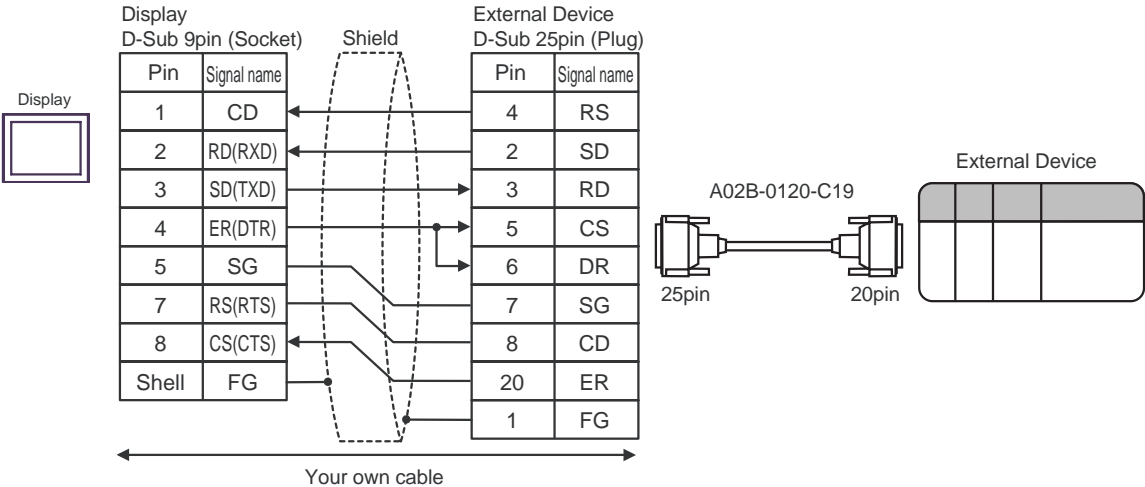 Display
D-Sub 9pin (Socket)
Shield
External Device
D-Sub 25pin (Plug)
Pin Signal name Pin Signal name
Display
1 CD 4 RS
2 RD(RXD) 2 SD
3 SD(TXD) 3 RD
4 ER(DTR) 5 CS
5 SG 6 DR
7 RS(RTS) 7 SG
8 CS(CTS) 8 CD
Shell FG 20 ER
1 FG
Your own cable
A02B-0120-C19
25pin
20pin
External Device